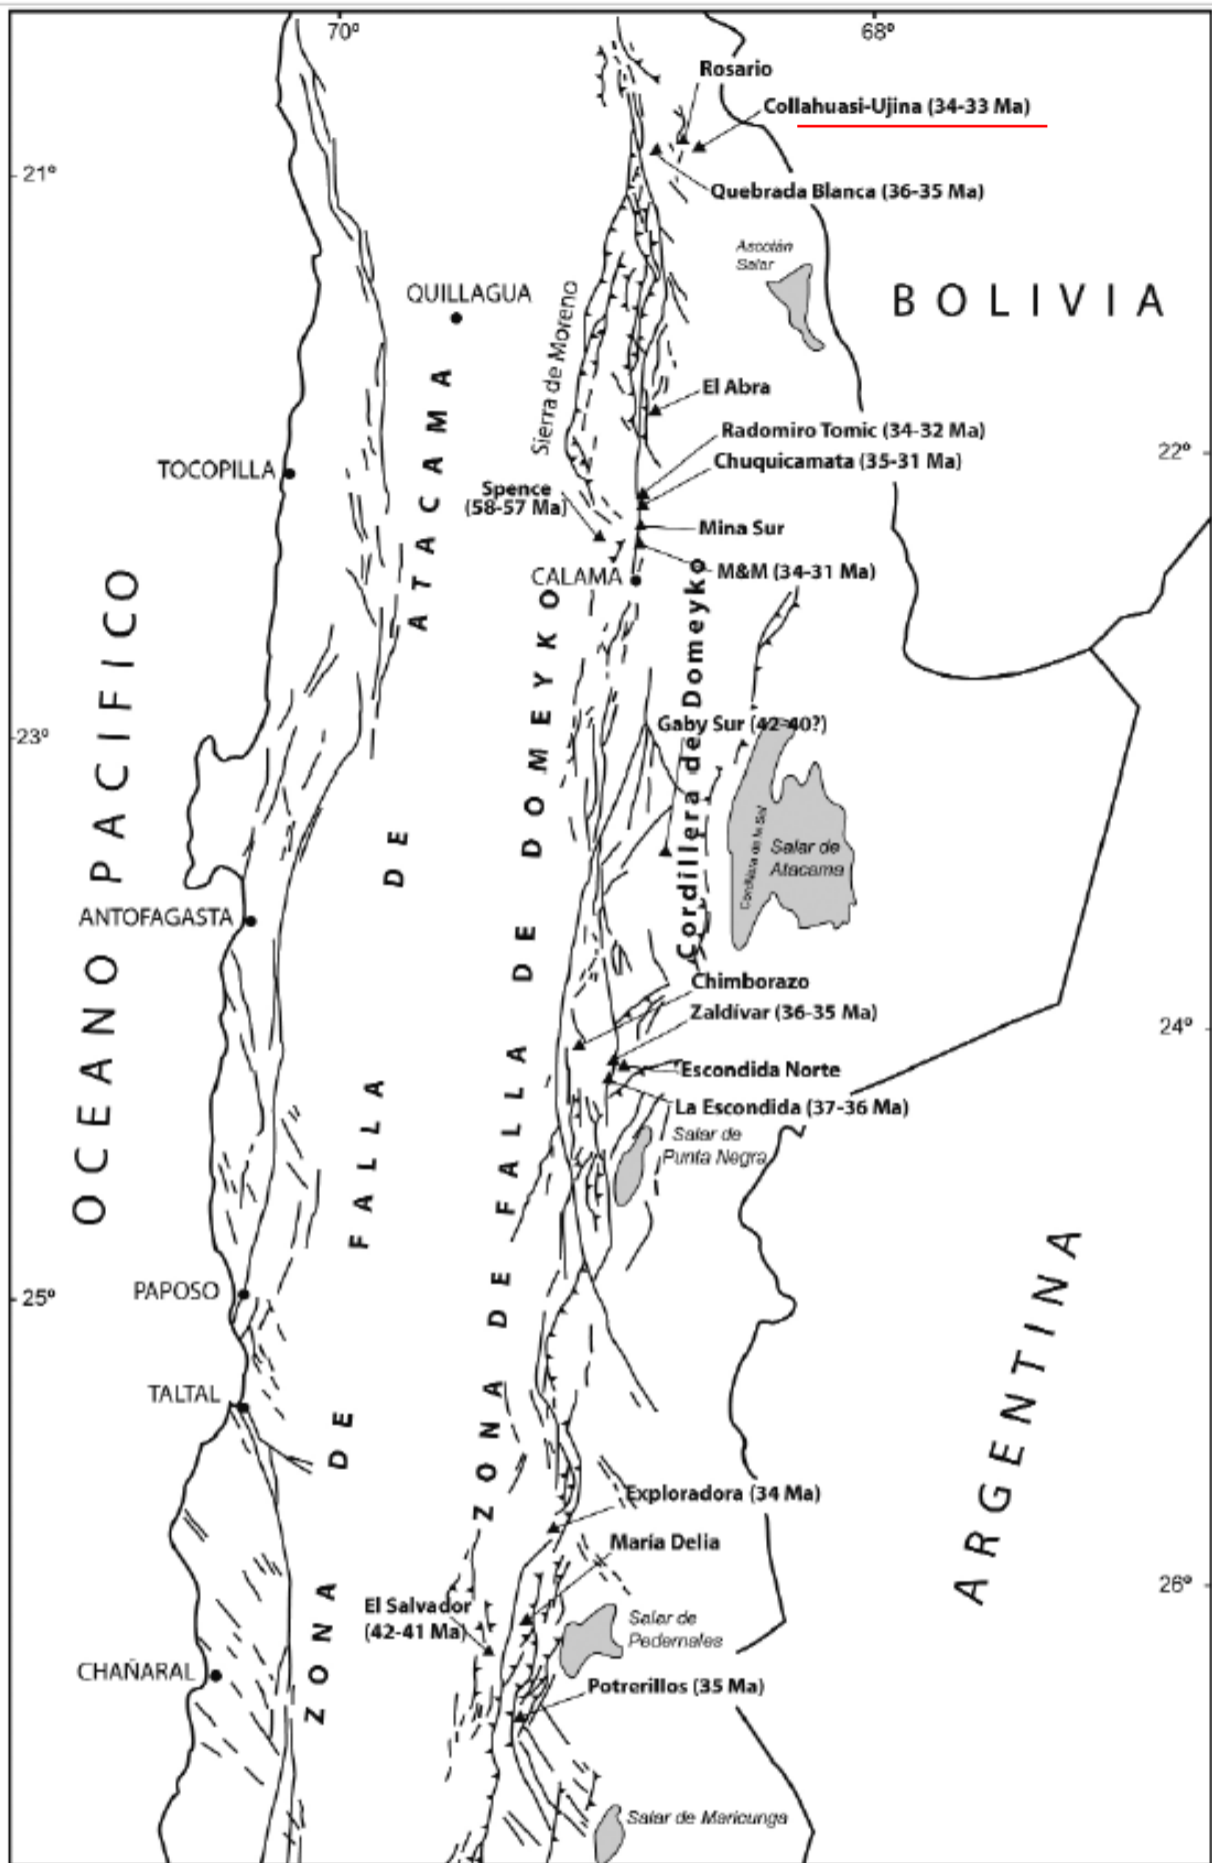 70º
68º
Rosario
Collahuasi-Ujina (34-33 Ma)
21º
Quebrada Blanca (36-35 Ma)
Ascotán
Salar
QUILLAGUA
BOLIVIA
Sierra de Moreno
El Abra
Radomiro Tomic (34-32 Ma)
22º
TOCOPILLA
Chuquicamata (35-31 Ma)
Spence
(58-57 Ma)
Mina Sur
CALAMA
M&M (34-31 Ma)
OCEANO PACIFICO
ZONA DE FALLA DE ATACAMA
ZONA DE FALLA DE DOMEYKO
Cordillera de Domeyko
23º
Gaby Sur (42-40?)
Cordillera de la Sal
Salar de
Atacama
ANTOFAGASTA
Chimborazo
Zaldívar (36-35 Ma)
24º
Escondida Norte
La Escondida (37-36 Ma)
Salar de
Punta Negra
ARGENTINA
PAPOSO
25º
TALTAL
Exploradora (34 Ma)
María Delia
26º
El Salvador
(42-41 Ma)
Salar de
Pedernales
CHAÑARAL
Potrerillos (35 Ma)
Salar de Maricunga